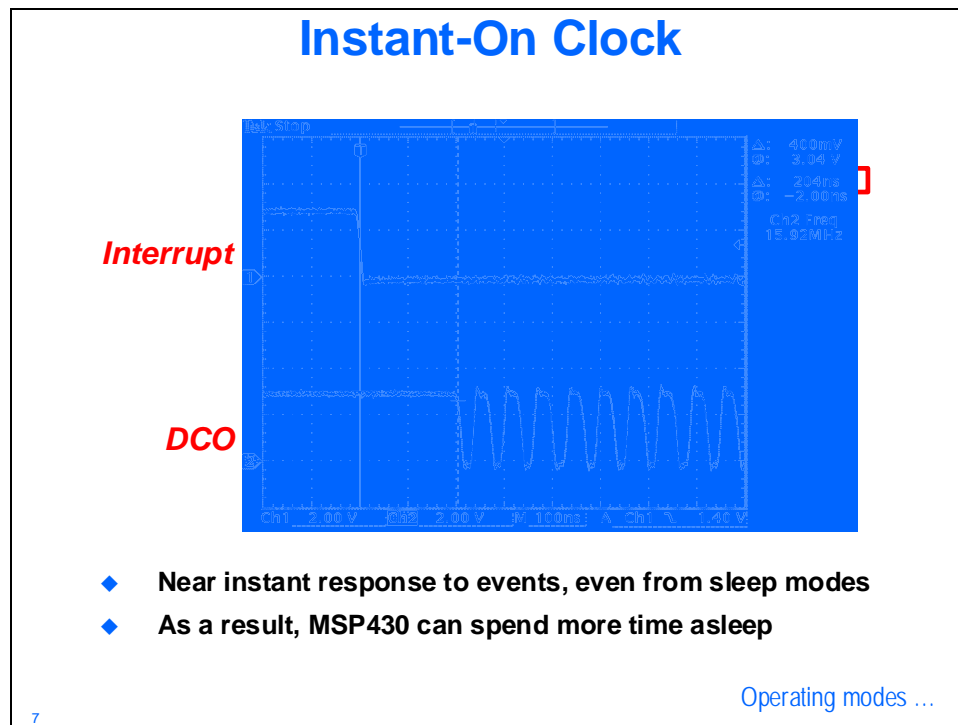 Instant-On Clock
Tek Stop
Δ: 400mV
@: 3.04 V
Δ: 204ns
@: −2.00ns
Ch2 Freq
15.92MHz
Interrupt
1
DCO
Ch1 2.00 V Ch2 2.00 V M 100ns A Ch1 1.40 V
Near instant response to events, even from sleep modes
As a result, MSP430 can spend more time asleep
Operating modes …
7